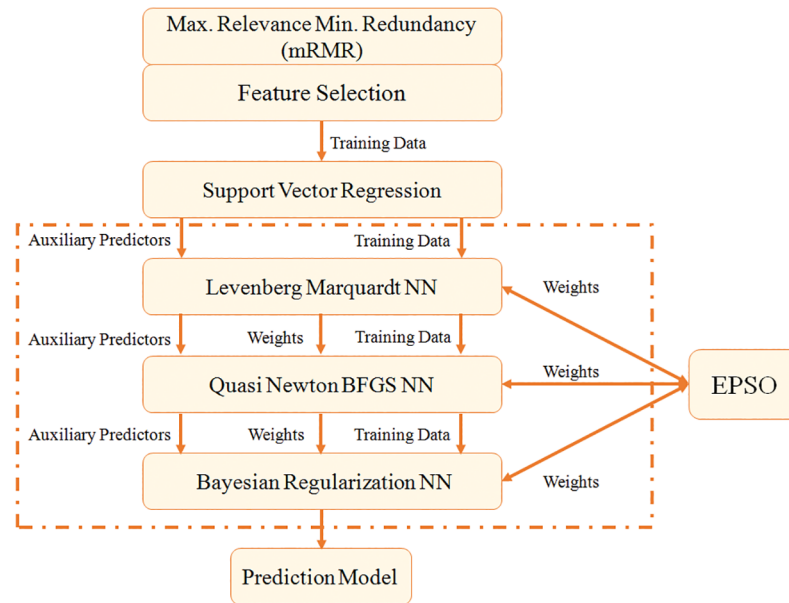 Max. Relevance Min. Redundancy
(mRMR)
Feature Selection
Training Data
Support Vector Regression
Auxiliary Predictors
Training Data
Levenberg Marquardt NN
Weights
Auxiliary Predictors
Weights
Training Data
Weights
Quasi Newton BFGS NN
EPSO
Auxiliary Predictors
Weights
Training Data
Bayesian Regularization NN
Weights
Prediction Model